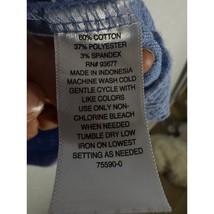 60% COTTON
37% POLYESTER
3% SPANDEX
RN# 93677
MADE IN INDONESIA
MACHINE WASH COLD
GENTLE CYCLE WITH
LIKE COLORS
USE ONLY NON-
CHLORINE BLEACH
WHEN NEEDED
TUMBLE DRY LOW
IRON ON LOWEST
SETTING AS NEEDED
75590-0